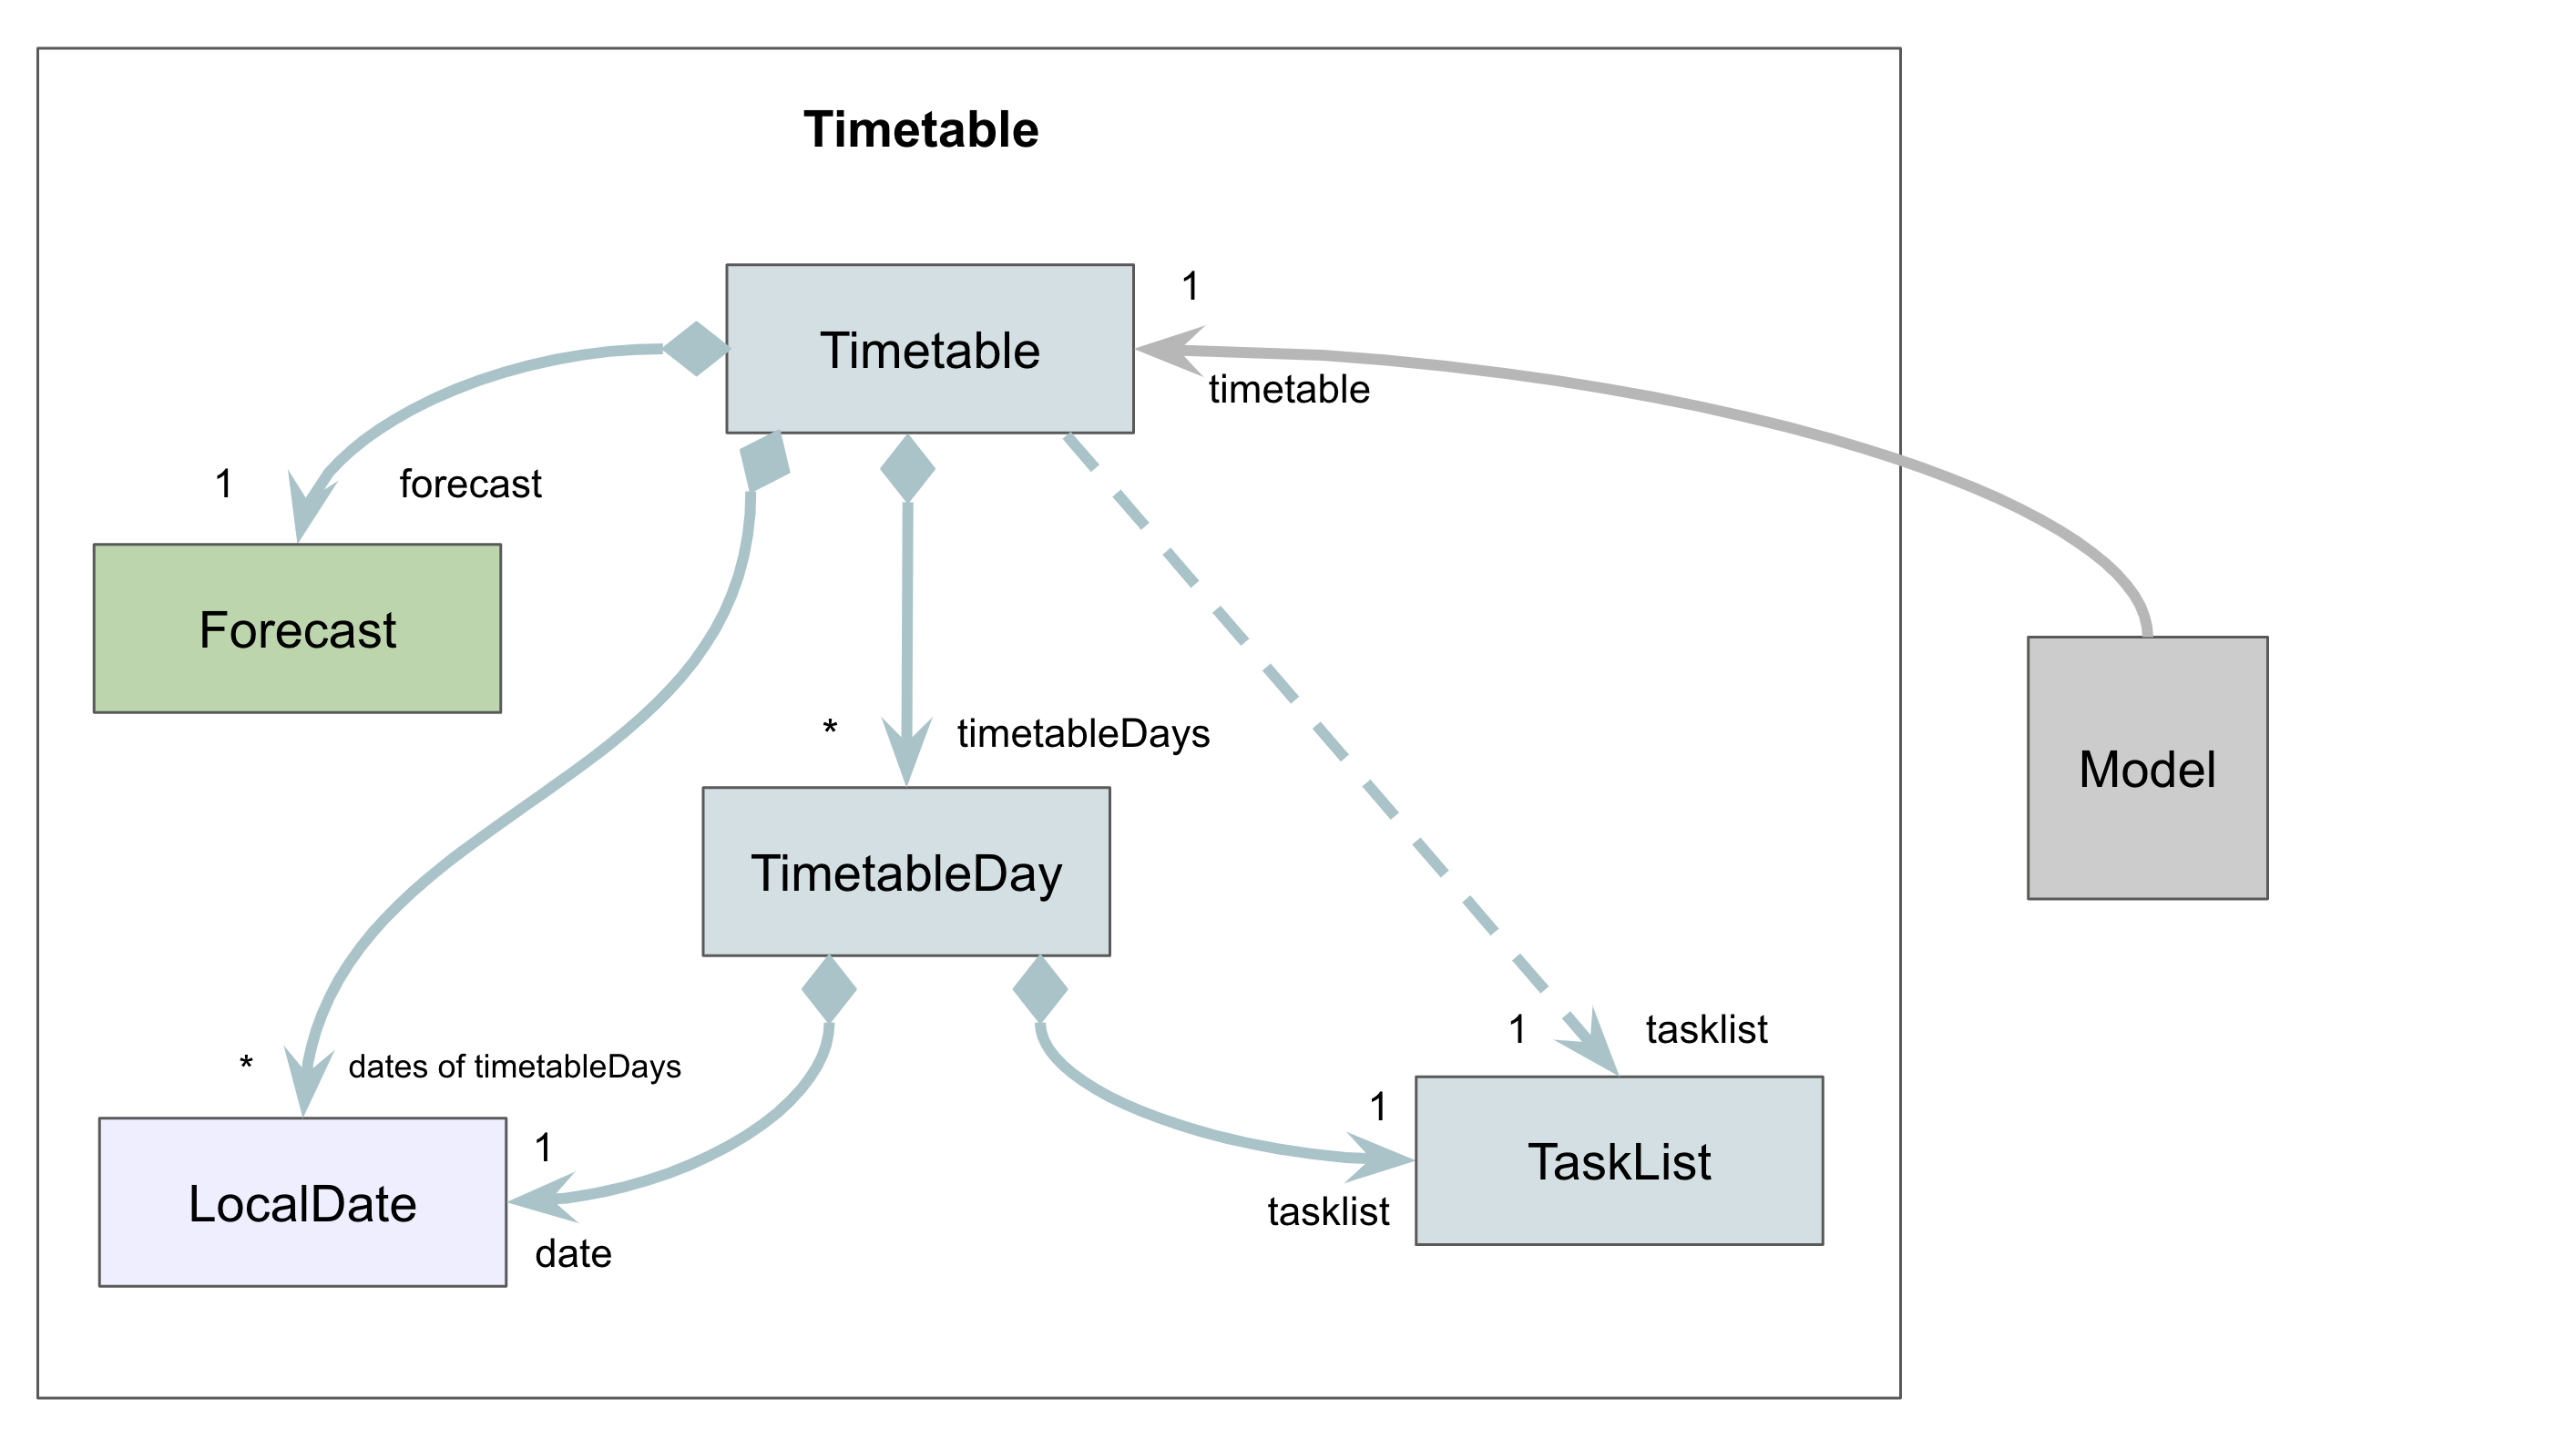 Timetable
Timetable
1
timetable
1
forecast
Forecast
*
timetableDays
Model
TimetableDay
1
tasklist
*
dates of timetableDays
1
1
TaskList
LocalDate
tasklist
date